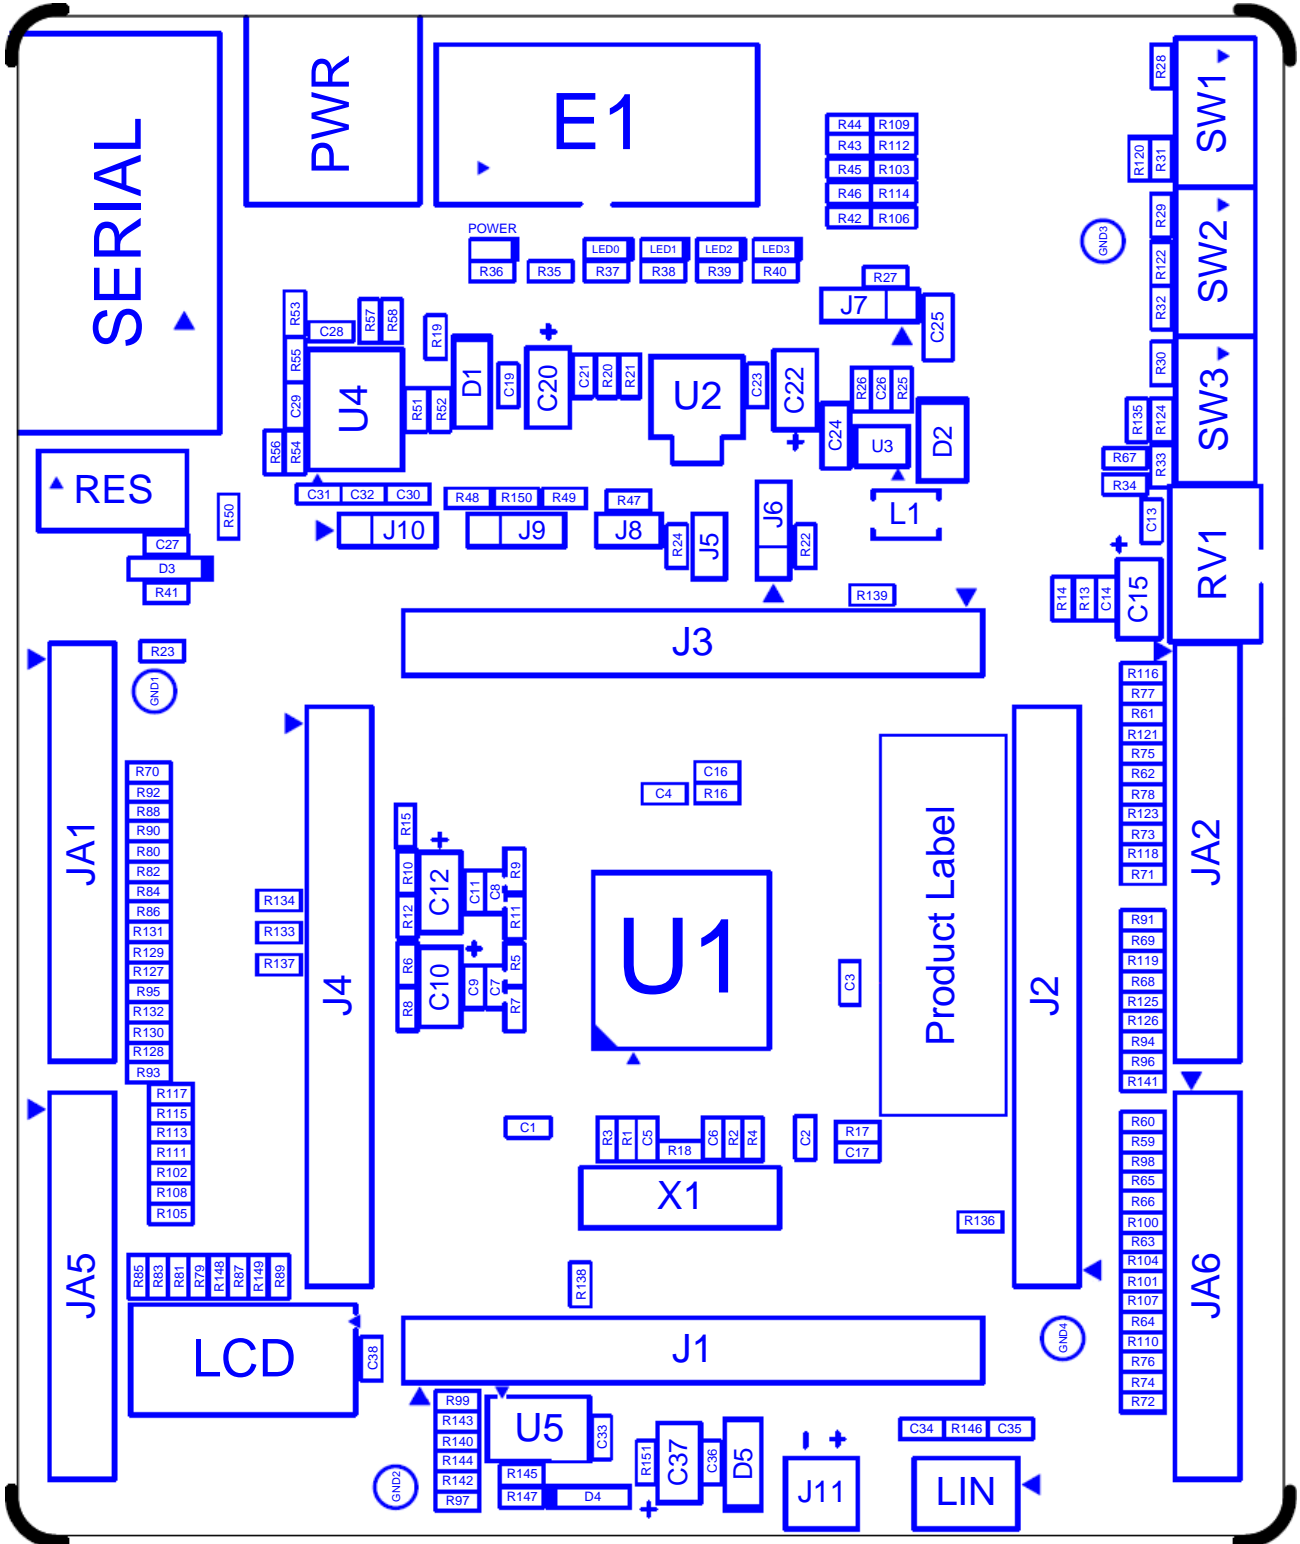 SERIAL
PWR
E1
R28
SW1
R44 R109
R43 R112
R45 R103
R46 R114
R42 R106
R120
R31
R29
SW2
GND3
R122
R32
POWER
LED0
LED1
LED2
LED3
R36
R35
R37
R38
R39
R40
R27
J7
C25
R53
C28
R57
R58
R19
R55
U4
C29
R56
R54
R51
R52
D1
C19
C20
C21
R20
R21
U2
C23
C22
C24
R26
C26
R25
U3
D2
R30
SW3
R135
R124
R67
R33
R34
RES
R50
C31
C32
C30
R48
R150
R49
R47
J10
J9
J8
R24
J5
J6
R22
L1
C13
RV1
C27
D3
R41
R139
R14
R13
C14
C15
J3
R23
GND1
R116
R77
R61
R121
R75
R62
R78
R123
R73
R118
R71
JA2
R70
R92
R88
R90
R80
R82
R84
R86
R131
R129
R127
R95
R132
R130
R128
R93
JA1
R134
R133
R137
J4
C16
C4
R16
R15
R10
C12
C11
C8
R9
R12
R11
R6
C10
C9
C7
R5
R8
R7
U1
C3
Product Label
J2
R91
R69
R119
R68
R125
R126
R94
R96
R141
R117
R115
R113
R111
R102
R108
R105
JA5
C1
R3
R1
C5
R18
C6
R2
R4
C2
R17
C17
X1
R136
R60
R59
R98
R65
R66
R100
R63
R104
R101
R107
R64
R110
R76
R74
R72
JA6
R85
R83
R81
R79
R148
R87
R149
R89
LCD
C38
R138
J1
GND4
R99
R143
R140
R144
R142
R97
GND2
U5
C33
R145
R147
D4
R151
C37
C36
D5
J11
C34
R146
C35
LIN